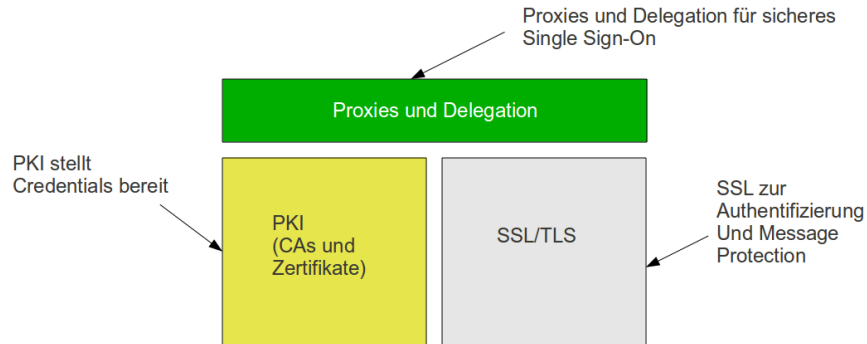 Proxies und Delegation für sicheres
Single Sign-On
Proxies und Delegation
PKI stellt
Credentials bereit
PKI
(CAs und
Zertifikate)
SSL/TLS
SSL zur
Authentifizierung
Und Message
Protection